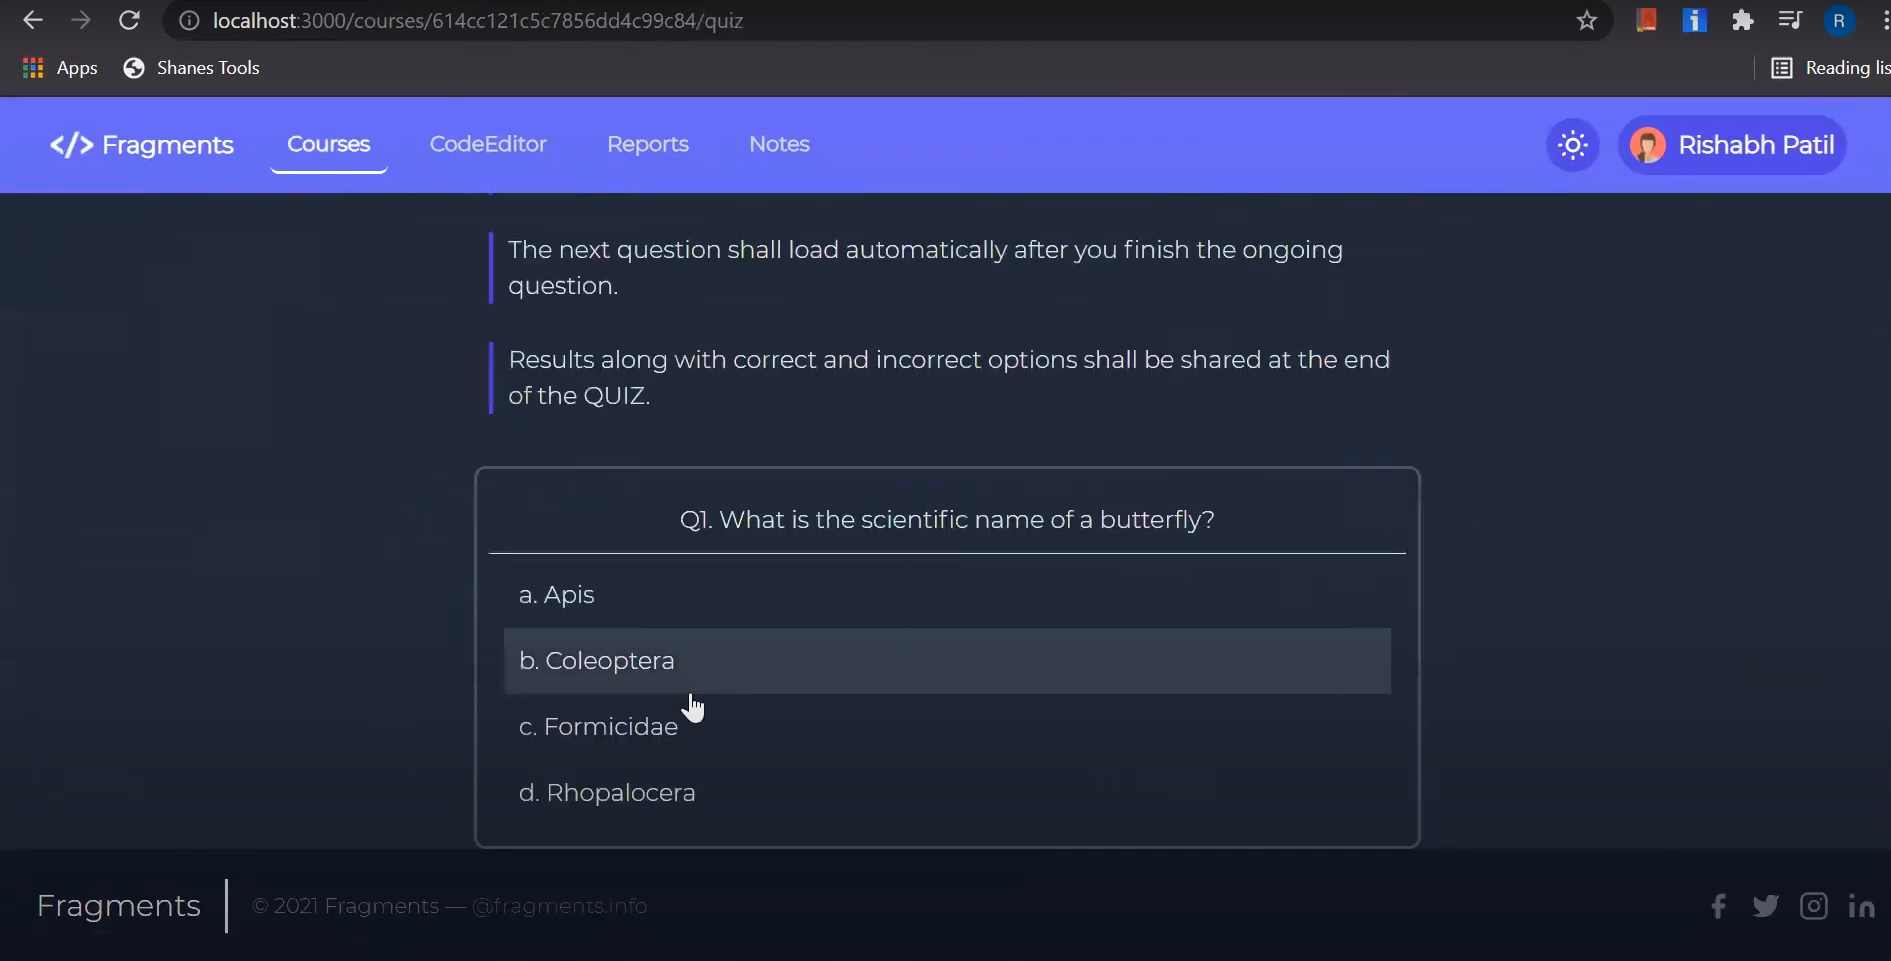 localhost:3000/courses/614cc121c5c7856dd4c99c84/quiz
R
Apps
Shanes Tools
Reading lis
</> Fragments
Courses
CodeEditor
Reports
Notes
Rishabh Patil
The next question shall load automatically after you finish the ongoing
question.
Results along with correct and incorrect options shall be shared at the end
of the QUIZ.
Q1. What is the scientific name of a butterfly?
a. Apis
b. Coleoptera
c. Formicidae
d. Rhopalocera
Fragments
© 2021 Fragments — @fragments.info